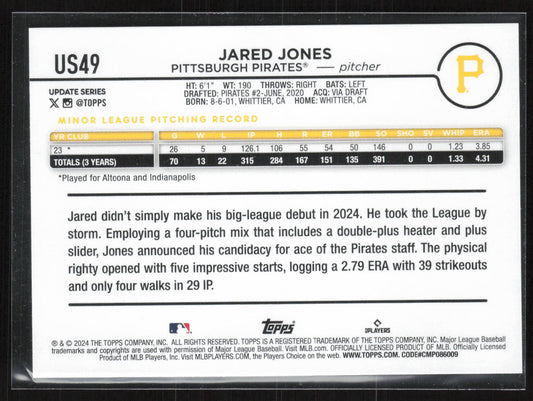 US49
JARED JONES
PITTSBURGH PIRATES® — pitcher
P
UPDATE SERIES
X @TOPPS
HT: 6'1" WT: 190 THROWS: RIGHT BATS: LEFT
DRAFTED: PIRATES #2-JUNE, 2020 ACQ: VIA DRAFT
BORN: 8-6-01, WHITTIER, CA HOME: WHITTIER, CA
MINOR LEAGUE PITCHING RECORD
YR CLUB G W L IP H R ER BB SO SHO SV WHIP ERA
23 * 26 5 9 126.1 106 55 54 50 146 0 0 1.23 3.85
TOTALS (3 YEARS) 70 13 22 315 284 167 151 135 391 0 0 1.33 4.31
*Played for Altoona and Indianapolis
Jared didn't simply make his big-league debut in 2024. He took the League by
storm. Employing a four-pitch mix that includes a double-plus heater and plus
slider, Jones announced his candidacy for ace of the Pirates staff. The physical
righty opened with five impressive starts, logging a 2.79 ERA with 39 strikeouts
and only four walks in 29 IP.
topps
PLAYERS
® & © 2024 THE TOPPS COMPANY, INC. ALL RIGHTS RESERVED. TOPPS IS A REGISTERED TRADEMARK OF THE TOPPS COMPANY, INC. Major League Baseball
trademarks and copyrights are used with permission of Major League Baseball. Visit MLB.com. OFFICIALLY LICENSED PRODUCT OF MLB PLAYERS, INC. Officially Licensed
Product of MLB Players, Inc. Visit MLBPLAYERS.com, the Players Choice on the web. WWW.TOPPS.COM. CODE#CMP086009